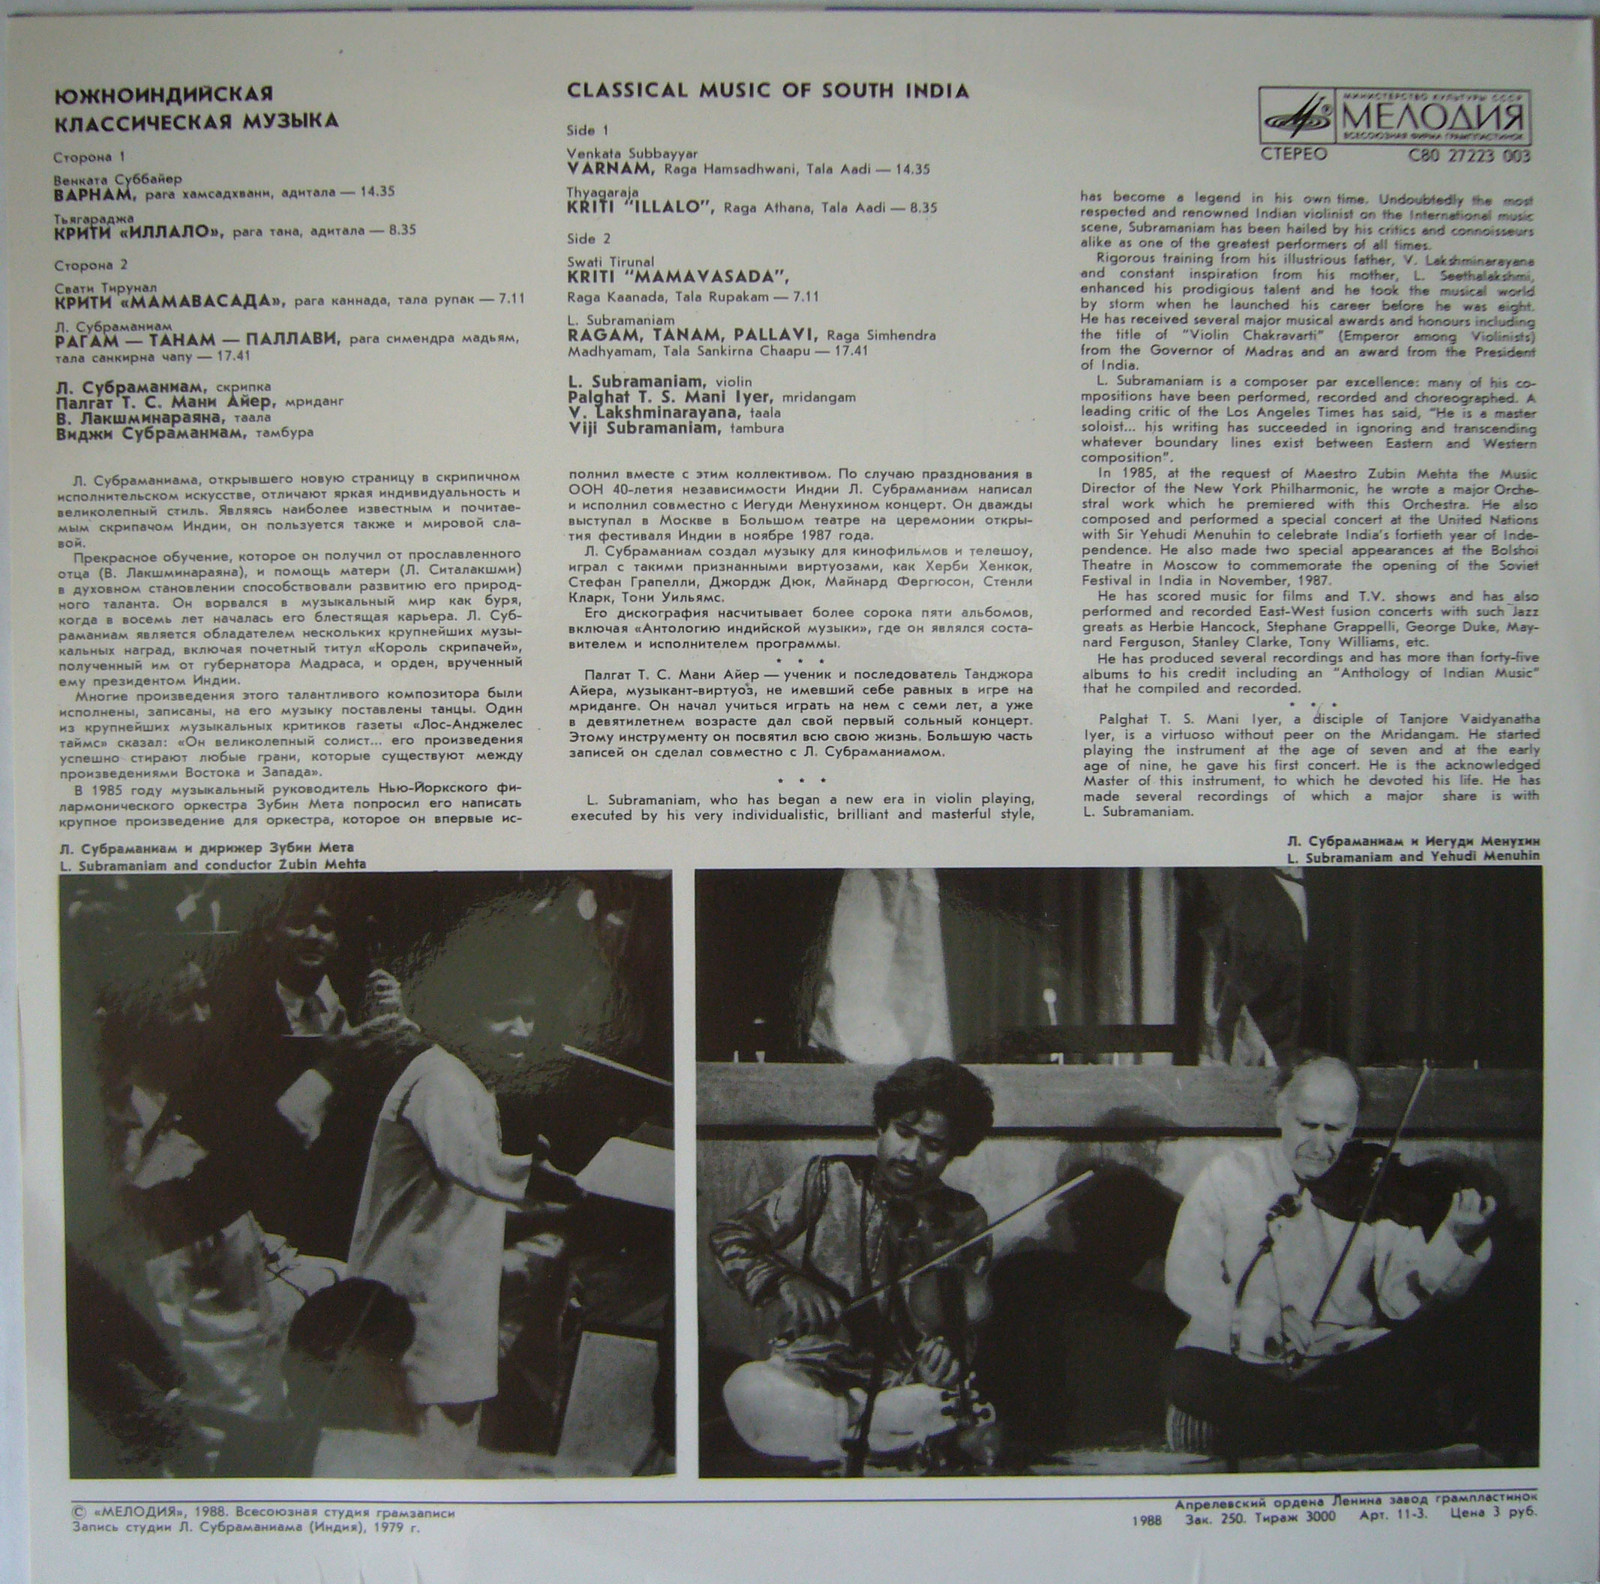 ЮЖНОИНДИЙСКАЯ
КЛАССИЧЕСКАЯ МУЗЫКА
Сторона 1
Венката Суббайер
ВАРНАМ, рага хамсадхвани, адитала — 14.35
Тьягараджа
КРИТИ «ИЛЛАЛО», рага тана, адитала — 8.35
Сторона 2
Свати Тирунал
КРИТИ «МАМАВАСАДА», рага каннада, тала рупак — 7.11
Л. Субраманиам
РАГАМ — ТАНАМ — ПАЛЛАВИ, рага симендра мадьям,
тала санкирна чапу — 17.41
Л. Субраманиам, скрипка
Палгат Т. С. Мани Айер, мриданг
В. Лакшминараяна, таала
Виджи Субраманиам, тамбура
CLASSICAL MUSIC OF SOUTH INDIA
Side 1
Venkata Subbayyar
VARNAM, Raga Hamsadhwani, Tala Aadi — 14.35
Thyagaraja
KRITI "ILLALO", Raga Athana, Tala Aadi — 8.35
Side 2
Swati Tirunal
KRITI "MAMAVASADA",
Raga Kaanada, Tala Rupakam — 7.11
L. Subramaniam
RAGAM, TANAM, PALLAVI, Raga Simhendra
Madhyamam, Tala Sankirna Chaapu — 17.41
L. Subramaniam, violin
Palghat T. S. Mani Iyer, mridangam
V. Lakshminarayana, taala
Viji Subramaniam, tambura
МИНИСТЕРСТВО КУЛЬТУРЫ СССР
МЕЛОДИЯ
ВСЕСОЮЗНАЯ ФИРМА ГРАМПЛАСТИНОК
СТЕРЕО С80 27223 003
Л. Субраманиама, открывшего новую страницу в скрипичном
исполнительском искусстве, отличают яркая индивидуальность и
великолепный стиль. Являясь наиболее известным и почитае-
мым скрипачом Индии, он пользуется также и мировой сла-
вой.
Прекрасное обучение, которое он получил от прославленного
отца (В. Лакшминараяна), и помощь матери (Л. Ситалакшми)
в духовном становлении способствовали развитию его природ-
ного таланта. Он ворвался в музыкальный мир как буря,
когда в восемь лет началась его блестящая карьера. Л. Суб-
раманиам является обладателем нескольких крупнейших музы-
кальных наград, включая почетный титул «Король скрипачей»,
полученный им от губернатора Мадраса, и орден, врученный
ему президентом Индии.
Многие произведения этого талантливого композитора были
исполнены, записаны, на его музыку поставлены танцы. Один
из крупнейших музыкальных критиков газеты «Лос-Анджелес
таймс» сказал: «Он великолепный солист... его произведения
успешно стирают любые грани, которые существуют между
произведениями Востока и Запада».
В 1985 году музыкальный руководитель Нью-Йоркского фи-
лармонического оркестра Зубин Мета попросил его написать
крупное произведение для оркестра, которое он впервые ис-
полнил вместе с этим коллективом. По случаю празднования в
ООН 40-летия независимости Индии Л. Субраманиам написал
и исполнил совместно с Иегуди Менухином концерт. Он дважды
выступал в Москве в Большом театре на церемонии откры-
тия фестиваля Индии в ноябре 1987 года.
Л. Субраманиам создал музыку для кинофильмов и телешоу,
играл с такими признанными виртуозами, как Херби Хенкок,
Стефан Грапелли, Джордж Дюк, Майнард Фергюсон, Стенли
Кларк, Тони Уильямс.
Его дискография насчитывает более сорока пяти альбомов,
включая «Антологию индийской музыки», где он являлся соста-
вителем и исполнителем программы.
* * *
Палгат Т. С. Мани Айер — ученик и последователь Танджора
Айера, музыкант-виртуоз, не имевший себе равных в игре на
мриданге. Он начал учиться играть на нем с семи лет, а уже
в девятилетнем возрасте дал свой первый сольный концерт.
Этому инструменту он посвятил всю свою жизнь. Большую часть
записей он сделал совместно с Л. Субраманиамом.
* * *
L. Subramaniam, who has began a new era in violin playing,
executed by his very individualistic, brilliant and masterful style,
has become a legend in his own time. Undoubtedly the most
respected and renowned Indian violinist on the International music
scene, Subramaniam has been hailed by his critics and connoisseurs
alike as one of the greatest performers of all times.
Rigorous training from his illustrious father, V. Lakshminarayana
and constant inspiration from his mother, L. Seethalakshmi,
enhanced his prodigious talent and he took the musical world
by storm when he launched his career before he was eight.
He has received several major musical awards and honours including
the title of "Violin Chakravarti" (Emperor among Violinists)
from the Governor of Madras and an award from the President
of India.
L. Subramaniam is a composer par excellence: many of his co-
mpositions have been performed, recorded and choreographed. A
leading critic of the Los Angeles Times has said, "He is a master
soloist... his writing has succeeded in ignoring and transcending
whatever boundary lines exist between Eastern and Western
composition".
In 1985, at the request of Maestro Zubin Mehta the Music
Director of the New York Philharmonic, he wrote a major Orche-
stral work which he premiered with this Orchestra. He also
composed and performed a special concert at the United Nations
with Sir Yehudi Menuhin to celebrate India's fortieth year of Inde-
pendence. He also made two special appearances at the Bolshoi
Theatre in Moscow to commemorate the opening of the Soviet
Festival in India in November, 1987.
He has scored music for films and T.V. shows and has also
performed and recorded East-West fusion concerts with such Jazz
greats as Herbie Hancock, Stephane Grappelli, George Duke, May-
nard Ferguson, Stanley Clarke, Tony Williams, etc.
He has produced several recordings and has more than forty-five
albums to his credit including an "Anthology of Indian Music"
that he compiled and recorded.
* * *
Palghat T. S. Mani Iyer, a disciple of Tanjore Vaidyanatha
Iyer, is a virtuoso without peer on the Mridangam. He started
playing the instrument at the age of seven and at the early
age of nine, he gave his first concert. He is the acknowledged
Master of this instrument, to which he devoted his life. He has
made several recordings of which a major share is with
L. Subramaniam.
Л. Субраманиам и дирижер Зубин Мета
L. Subramaniam and conductor Zubin Mehta
Л. Субраманиам и Иегуди Менухин
L. Subramaniam and Yehudi Menuhin
© «МЕЛОДИЯ», 1988. Всесоюзная студия грамзаписи
Запись студии Л. Субраманиама (Индия), 1979 г.
Апрелевский ордена Ленина завод грампластинок
1988 Зак. 250. Тираж 3000 Арт. 11-3. Цена 3 руб.